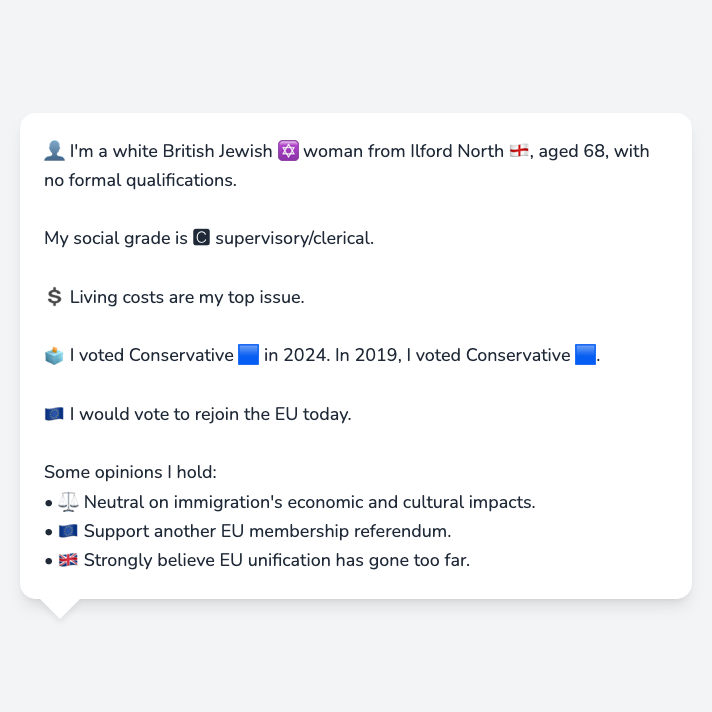 👤 I'm a white British Jewish ✡️ woman from Ilford North 🏴󠁧󠁢󠁥󠁮󠁧󠁿, aged 68, with
no formal qualifications.
My social grade is 🅲 supervisory/clerical.
💲 Living costs are my top issue.
🗳️ I voted Conservative 🟦 in 2024. In 2019, I voted Conservative 🟦.
🇪🇺 I would vote to rejoin the EU today.
Some opinions I hold:
• ⚖️ Neutral on immigration's economic and cultural impacts.
• 🇪🇺 Support another EU membership referendum.
• 🇬🇧 Strongly believe EU unification has gone too far.